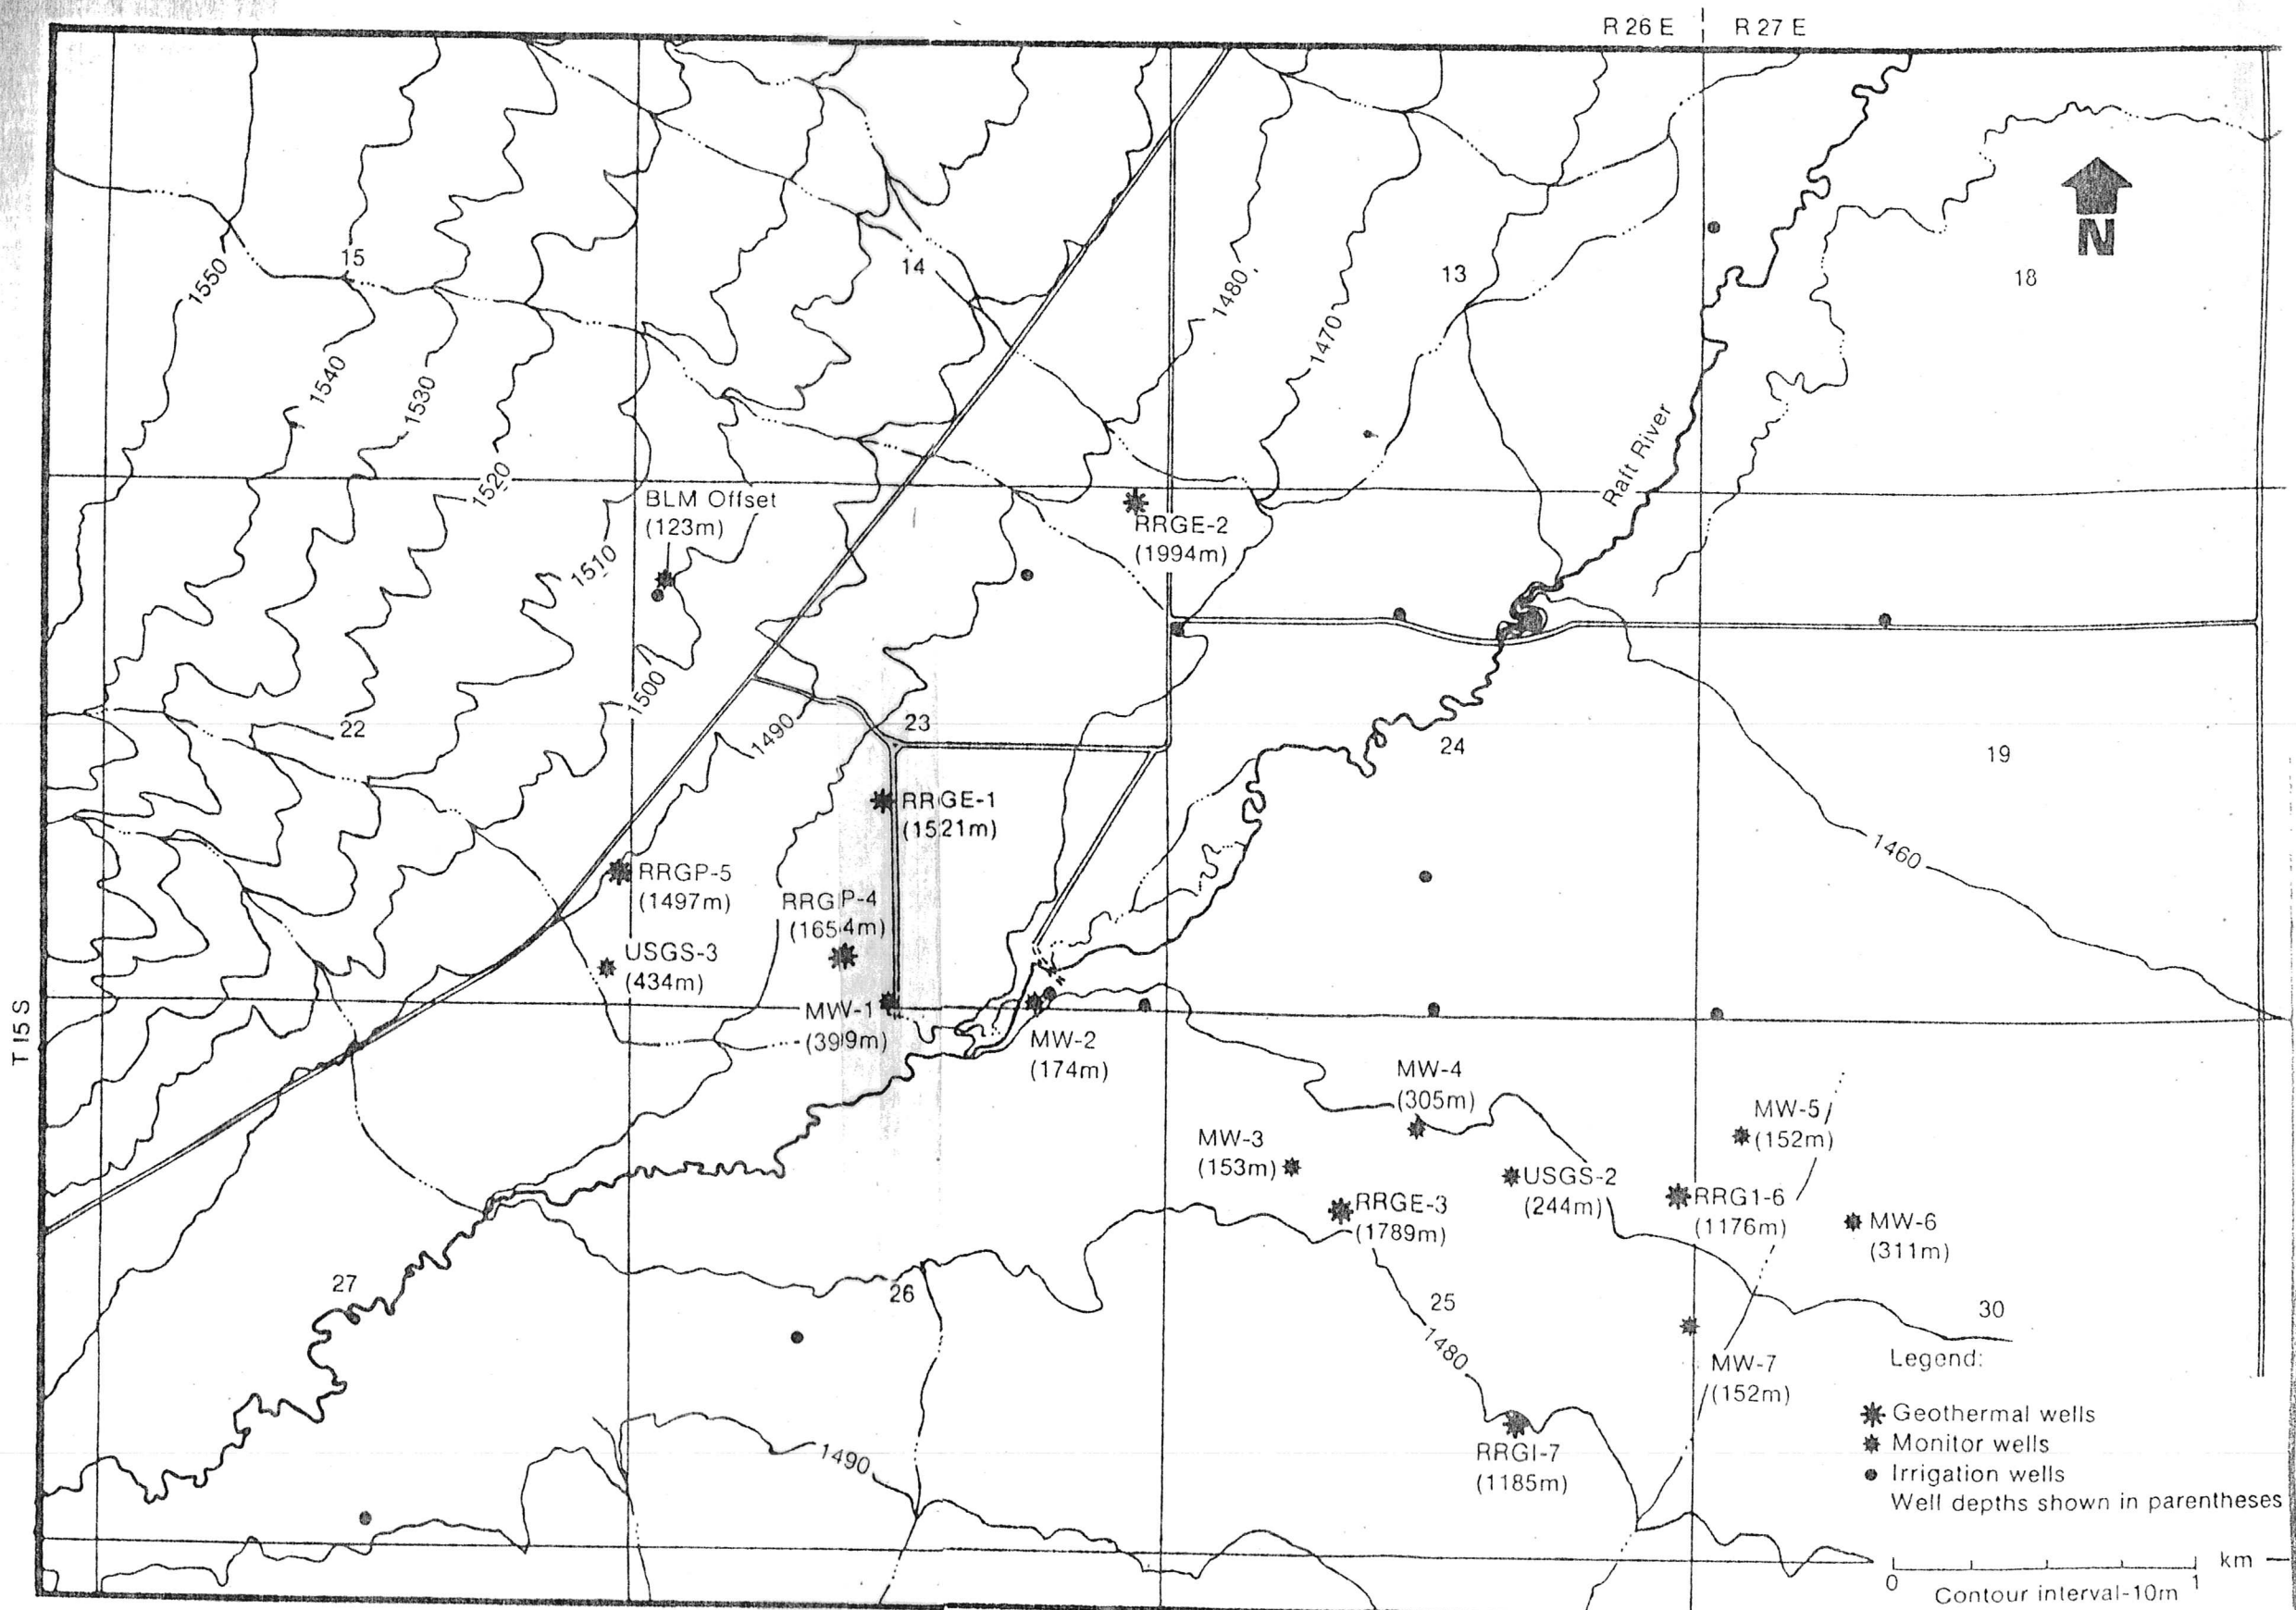 R 26 E R 27 E
N
15
14
13
18
1550
1540
1530
1520
1510
1500
1490
1480
1470
Raft River
BLM Offset
(123m)
RRGE-2
(1994m)
22
23
24
19
RRGE-1
(1521m)
RRGP-5
(1497m)
RRGP-4
(1654m)
USGS-3
(434m)
1460
T15S
MW-1
(399m)
MW-2
(174m)
MW-4
(305m)
MW-5
(152m)
MW-3
(153m)
USGS-2
(244m)
RRGE-3
(1789m)
RRG1-6
(1176m)
MW-6
(311m)
27
26
25
30
1480
MW-7
(152m)
1490
RRGI-7
(1185m)
Legend:
Geothermal wells
Monitor wells
Irrigation wells
Well depths shown in parentheses
km
0 1
Contour interval-10m